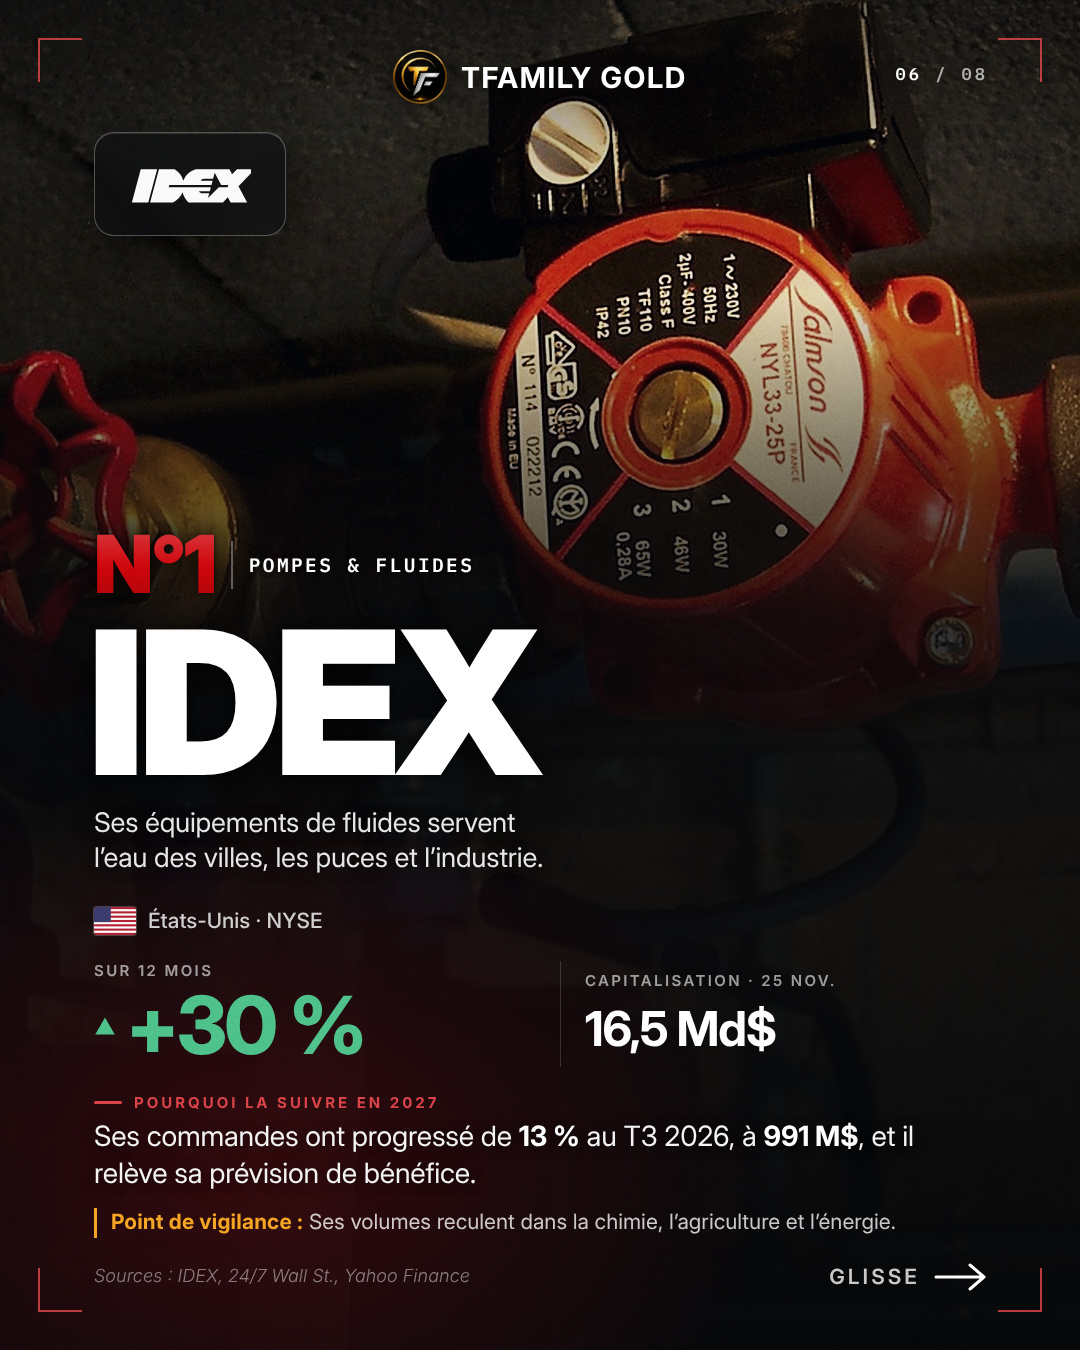 TF TFAMILY GOLD
06 / 08
IDEX
1~230V
50Hz
2µF-400V
Class F
TF110
PN10
IP42
Salmson
78400 CHATOU
FRANCE
NYL33-25P
N° 114 022212
Made in EU
1 30W
2 46W
3 65W 0.28A
N°1
POMPES & FLUIDES
IDEX
Ses équipements de fluides servent
l’eau des villes, les puces et l’industrie.
États-Unis · NYSE
SUR 12 MOIS
+30 %
CAPITALISATION · 25 NOV.
16,5 Md$
POURQUOI LA SUIVRE EN 2027
Ses commandes ont progressé de 13 % au T3 2026, à 991 M$, et il
relève sa prévision de bénéfice.
Point de vigilance : Ses volumes reculent dans la chimie, l’agriculture et l’énergie.
Sources : IDEX, 24/7 Wall St., Yahoo Finance
GLISSE